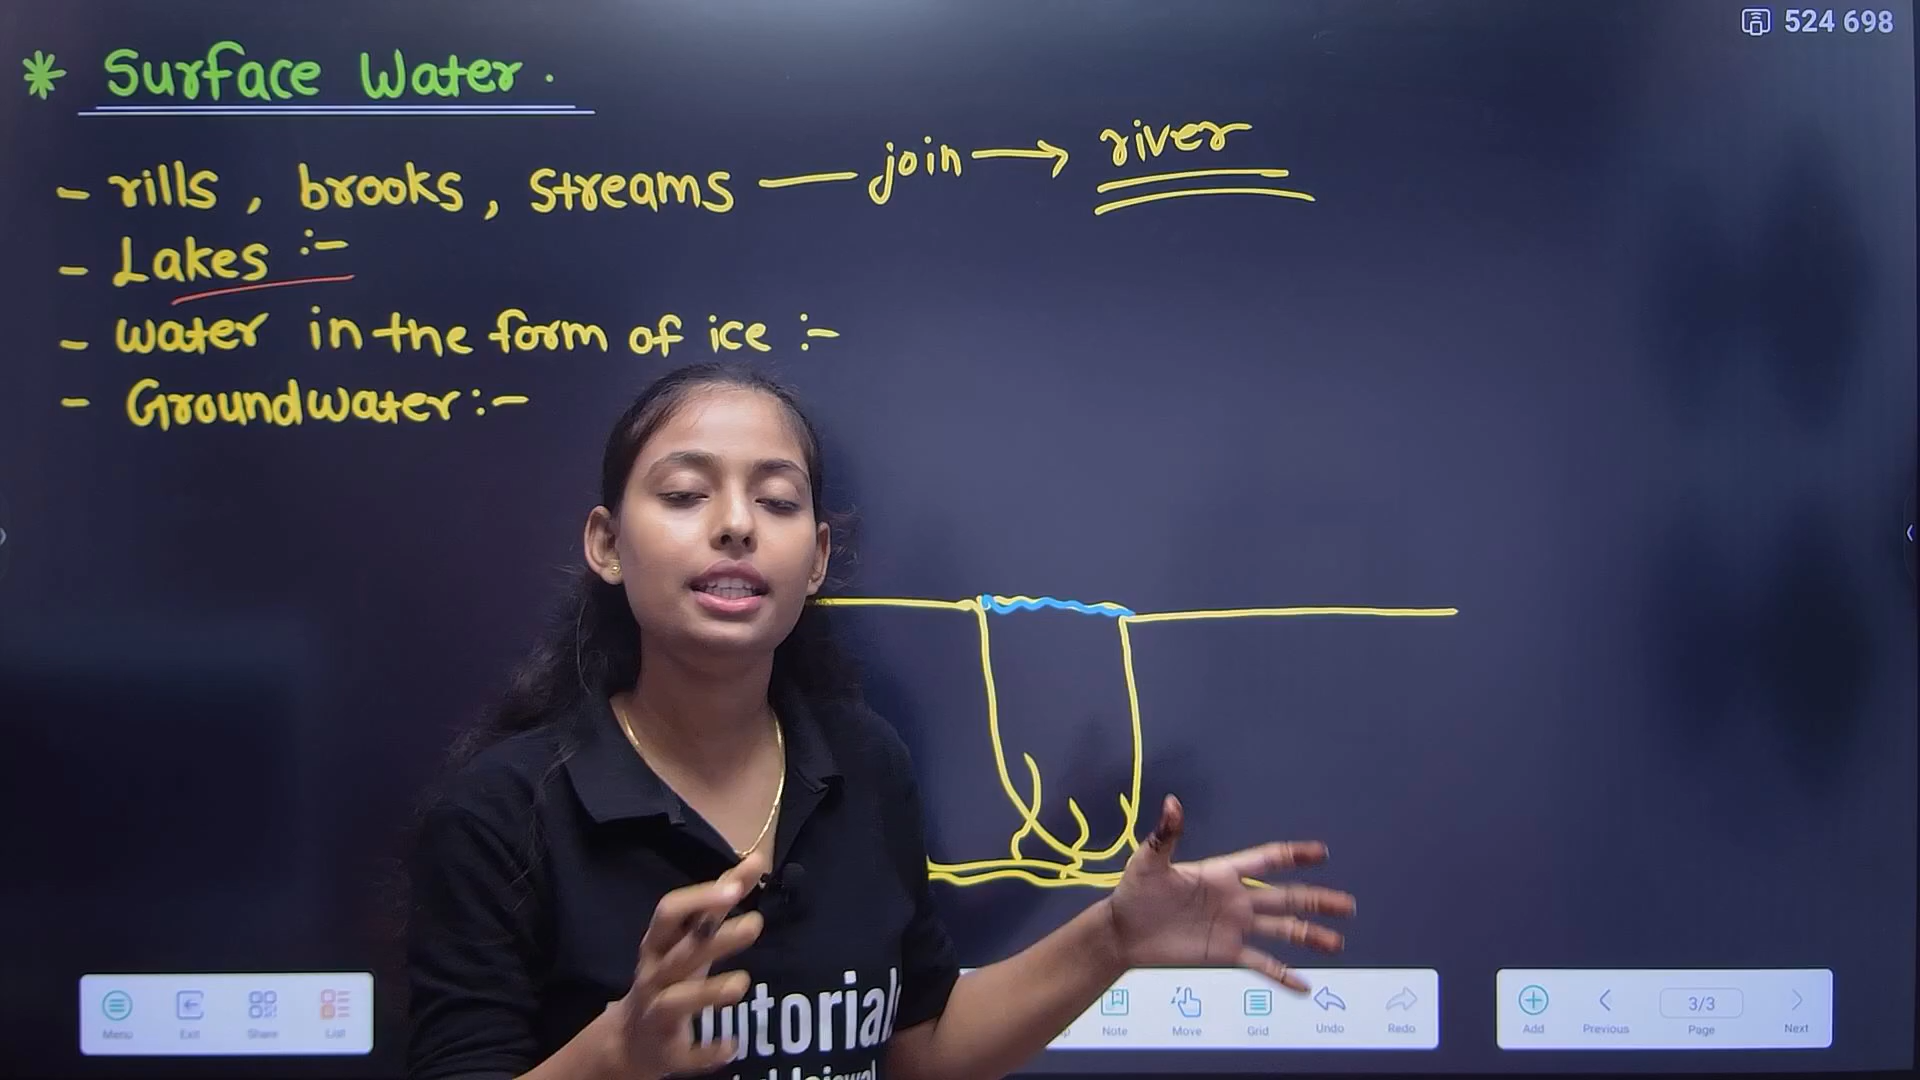 524 698
* Surface Water.
- rills, brooks, streams — join → river
- Lakes :-
- water in the form of ice :-
- Groundwater:-
Menu Exit Share List
Note Move Grid Undo Redo
Add Previous 3/3 Page Next